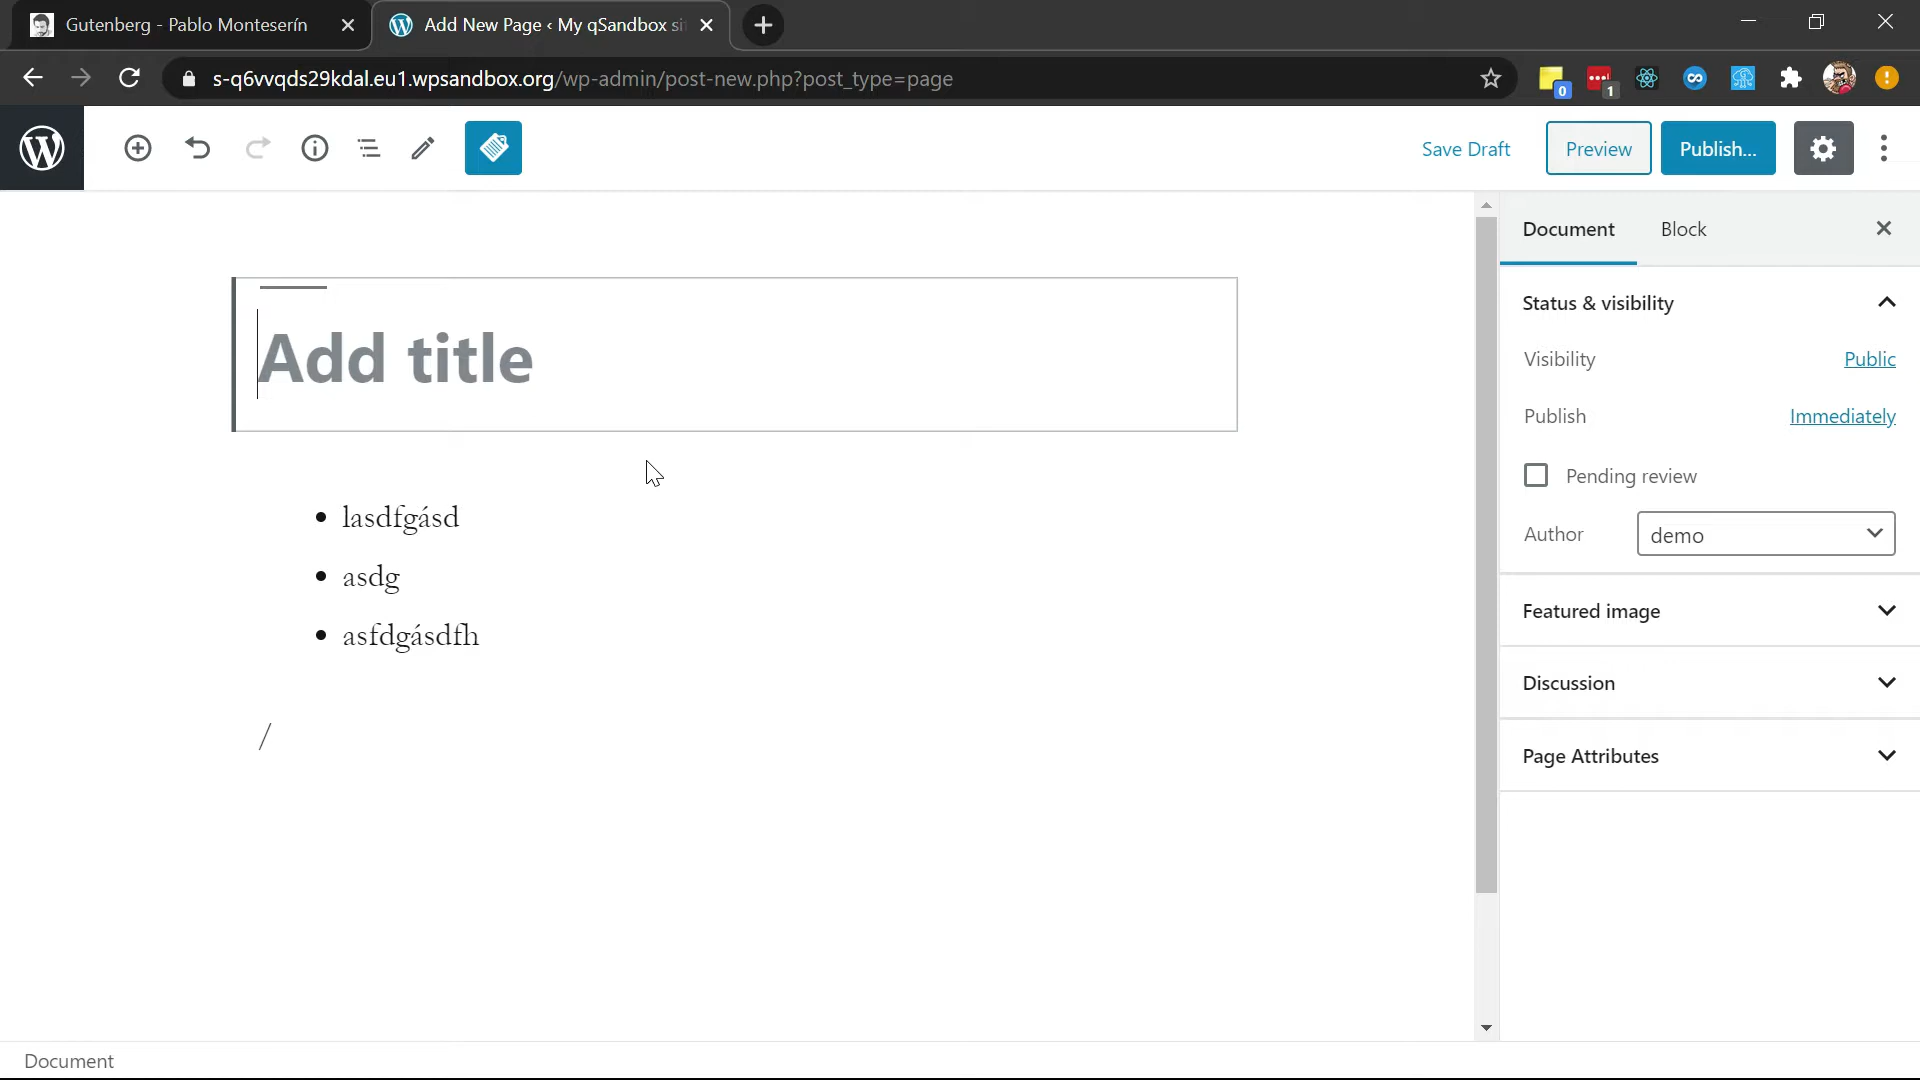 Gutenberg - Pablo Monteserín
Add New Page ‹ My qSandbox si
s-q6vvqds29kdal.eu1.wpsandbox.org/wp-admin/post-new.php?post_type=page
0
1
Save Draft
Preview
Publish...
Document
Block
Add title
Status & visibility
Visibility
Public
Publish
Immediately
Pending review
Author
demo
Featured image
Discussion
Page Attributes
• lasdfgásd
• asdg
• asfdgásdfh
/
Document